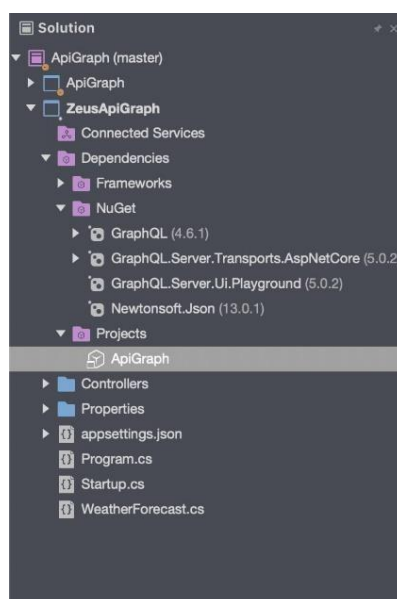 Solution
ApiGraph (master)
ApiGraph
ZeusApiGraph
Connected Services
Dependencies
Frameworks
NuGet
GraphQL (4.6.1)
GraphQL.Server.Transports.AspNetCore (5.0.2
GraphQL.Server.Ui.Playground (5.0.2)
Newtonsoft.Json (13.0.1)
Projects
ApiGraph
Controllers
Properties
appsettings.json
Program.cs
Startup.cs
WeatherForecast.cs